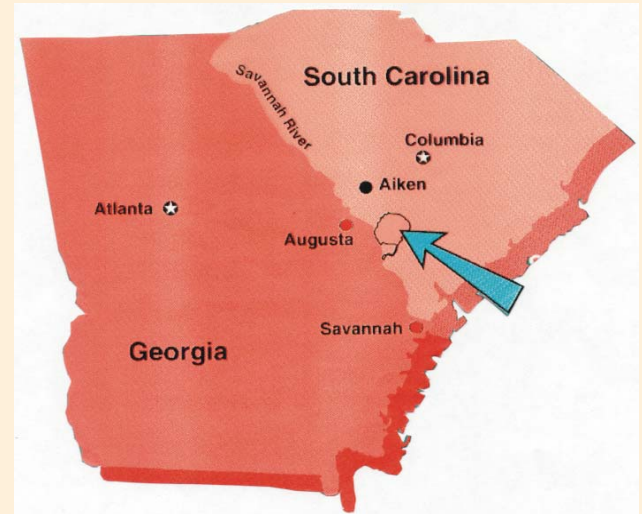 South Carolina
Savannah River
Columbia
Aiken
Atlanta
Augusta
Savannah
Georgia